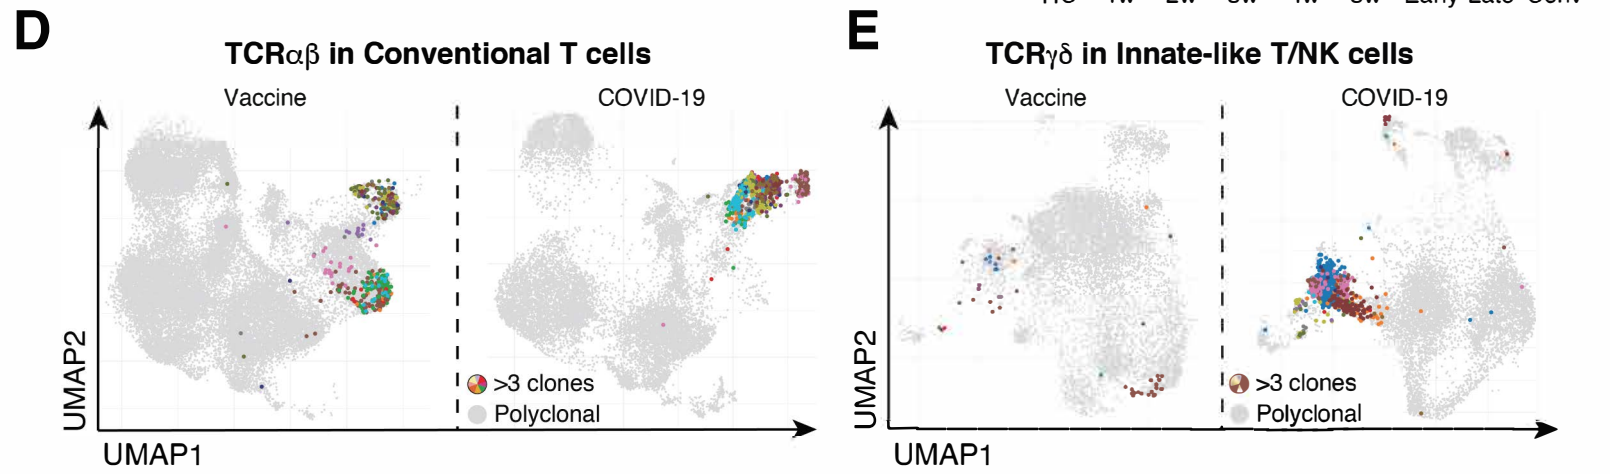 D
TCRαβ in Conventional T cells
Vaccine
COVID-19
UMAP2
>3 clones
Polyclonal
UMAP1
E
TCRγδ in Innate-like T/NK cells
Vaccine
COVID-19
UMAP2
>3 clones
Polyclonal
UMAP1